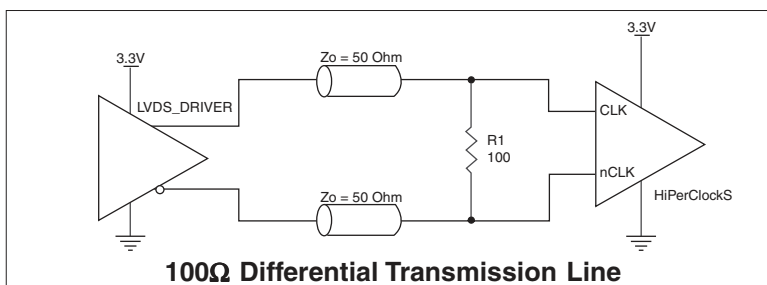 3.3V
Zo = 50 Ohm
3.3V
LVDS_DRIVER
CLK
R1
100
nCLK
Zo = 50 Ohm
HiPerClockS
100Ω Differential Transmission Line